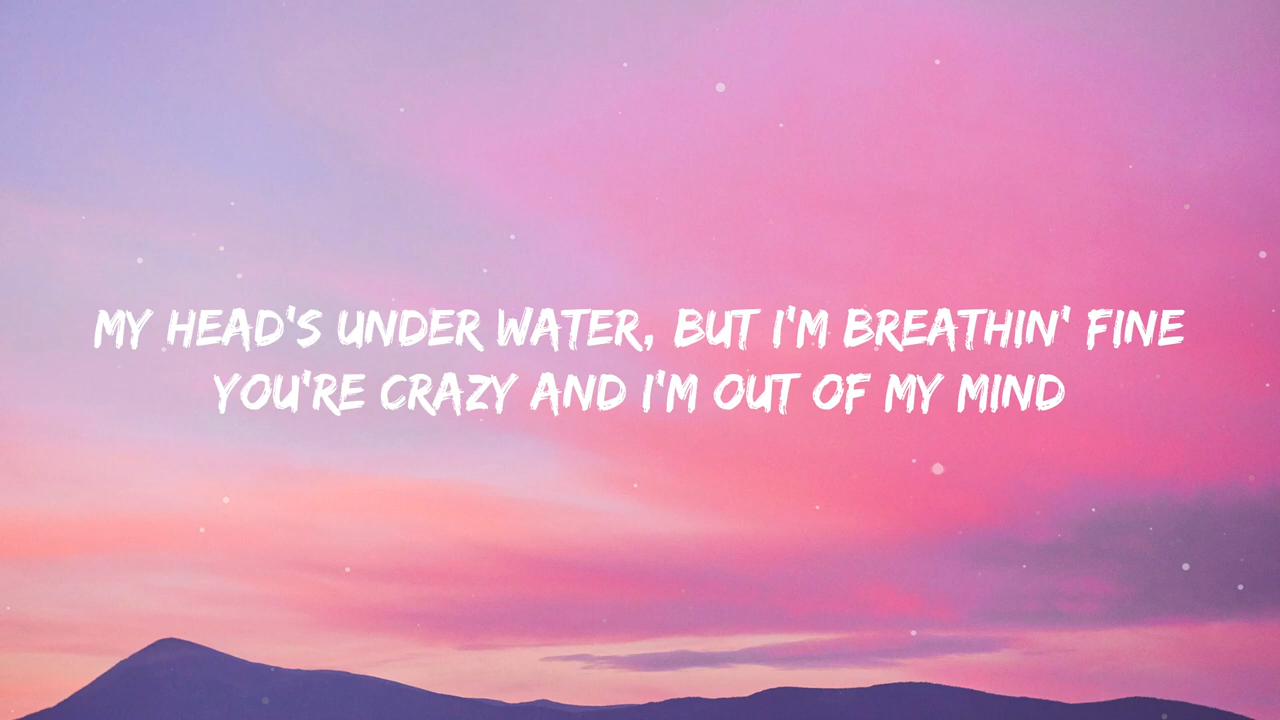 MY HEAD'S UNDER WATER, BUT I'M BREATHIN' FINE
YOU'RE CRAZY AND I'M OUT OF MY MIND